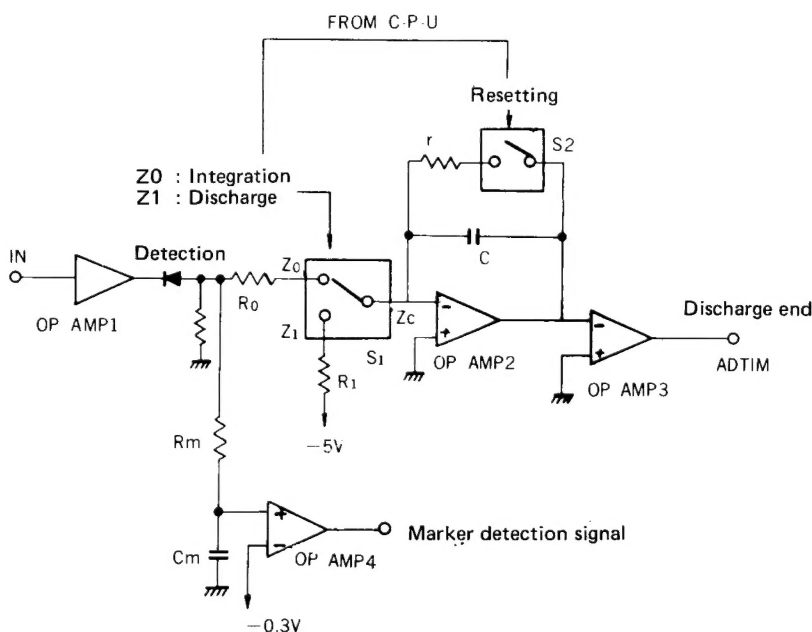 FROM C-P-U
Resetting
r
S2
Z0 : Integration
Z1 : Discharge
C
IN
Detection
Z0
R0
Zc
Z1
S1
R1
OP AMP1
OP AMP2
Discharge end
ADTIM
OP AMP3
−5V
Rm
Cm
OP AMP4
Marker detection signal
−0.3V